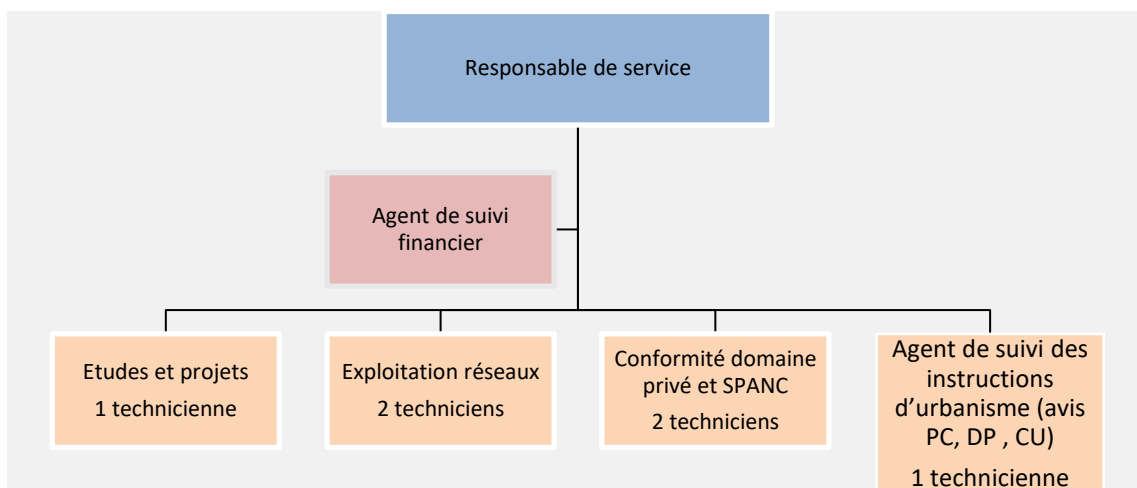 Responsable de service
Agent de suivi
financier
Etudes et projets
1 technicienne
Exploitation réseaux
2 techniciens
Conformité domaine
privé et SPANC
2 techniciens
Agent de suivi des
instructions
d’urbanisme (avis
PC, DP , CU)
1 technicienne